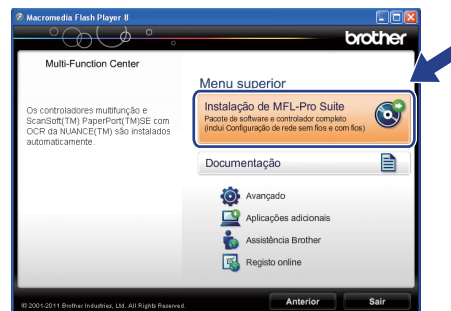 Macromedia Flash Player 8
brother
Multi-Function Center
Os controladores multifunção e
ScanSoft(TM) PaperPort(TM)SE com
OCR da NUANCE(TM) são instalados
automaticamente.
Menu superior
Instalação de MFL-Pro Suite
Pacote de software e controlador completo
(inclui Configuração de rede sem fios e com fios)
Documentação
Avançado
Aplicações adicionais
Assistência Brother
Registo online
© 2001-2011 Brother Industries, Ltd. All Rights Reserved.
Anterior
Sair